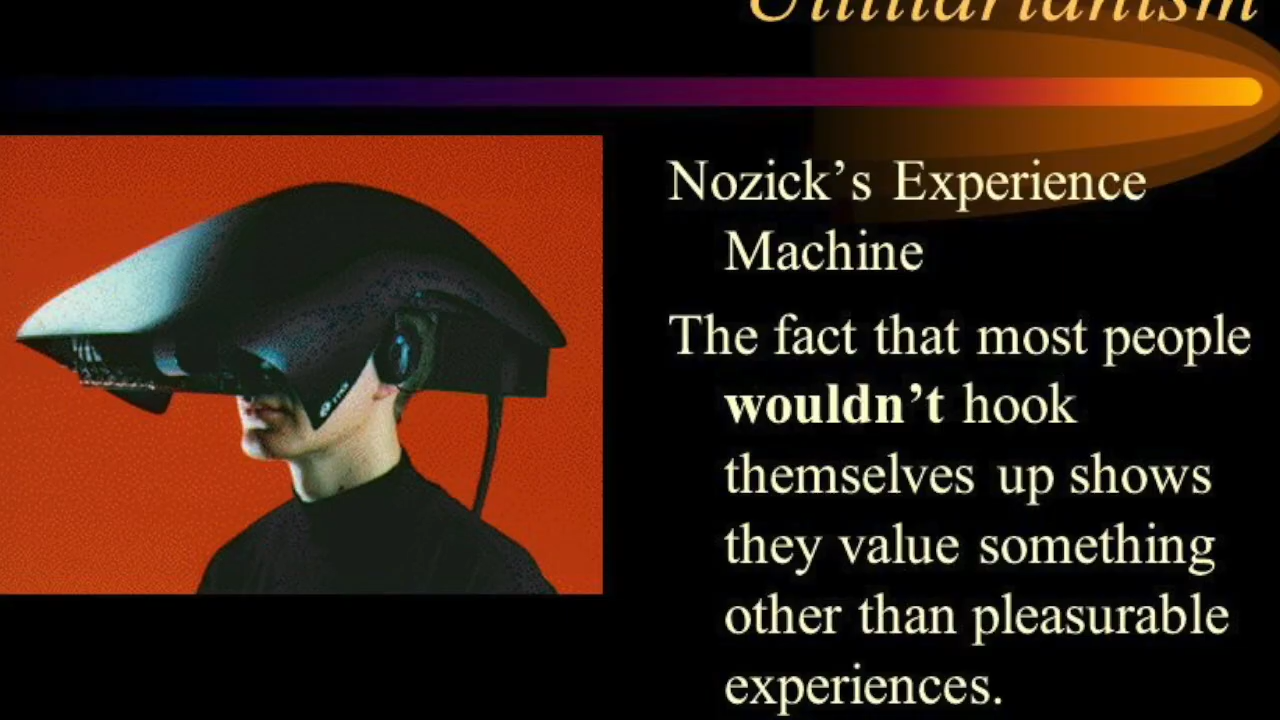 Utilitarianism
Nozick’s Experience
Machine
The fact that most people
wouldn’t hook
themselves up shows
they value something
other than pleasurable
experiences.